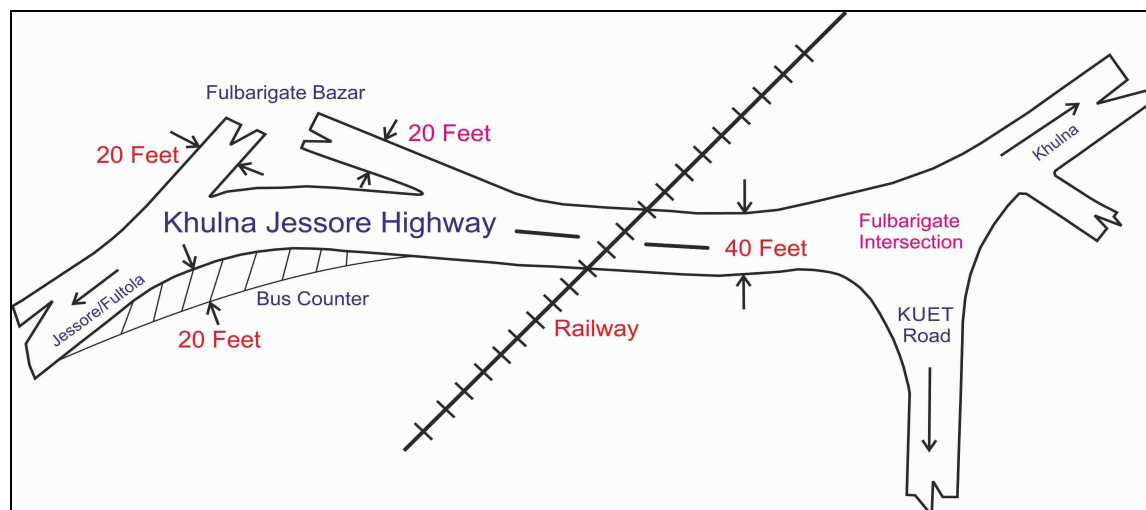 Fulbarigate Bazar
20 Feet
20 Feet
Khulna
Khulna Jessore Highway
Fulbarigate
Intersection
40 Feet
Jessore/Fultola
Bus Counter
20 Feet
Railway
KUET
Road